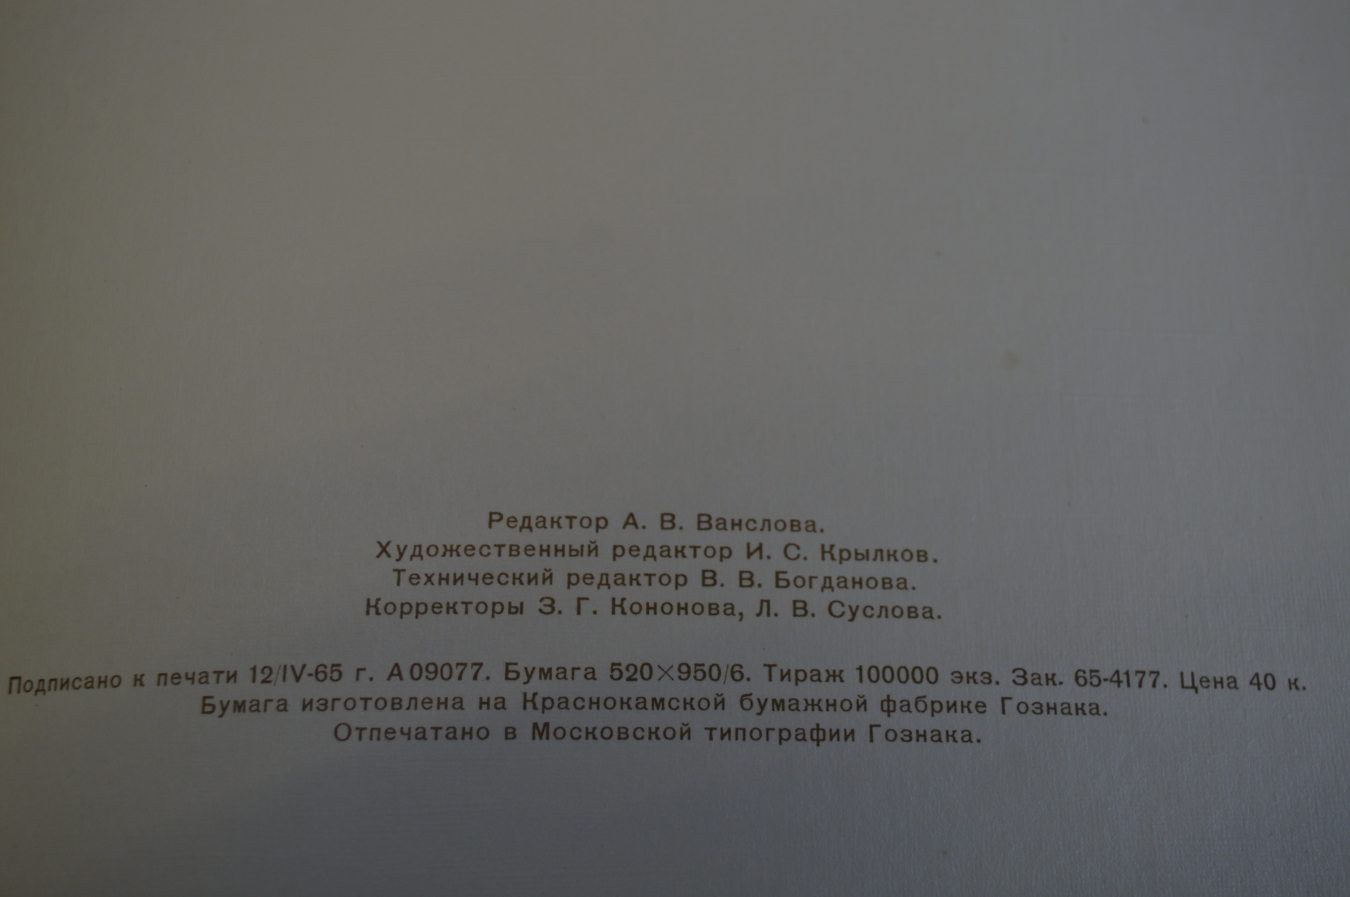 Редактор А. В. Ванслова.
Художественный редактор И. С. Крылков.
Технический редактор В. В. Богданова.
Корректоры З. Г. Кононова, Л. В. Суслова.
Подписано к печати 12/IV-65 г. А 09077. Бумага 520×950/6. Тираж 100000 экз. Зак. 65-4177. Цена 40 к.
Бумага изготовлена на Краснокамской бумажной фабрике Гознака.
Отпечатано в Московской типографии Гознака.